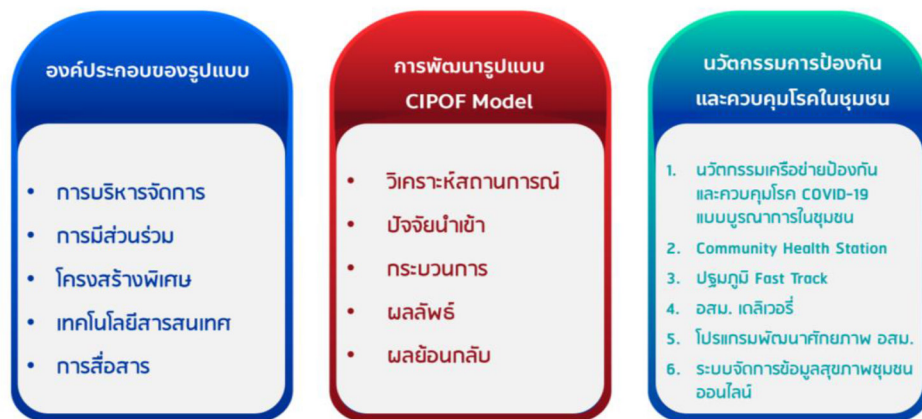 องค์ประกอบของรูปแบบ
• การบริหารจัดการ
• การมีส่วนร่วม
• โครงสร้างพิเศษ
• เทคโนโลยีสารสนเทศ
• การสื่อสาร
การพัฒนารูปแบบ
CIPOF Model
• วิเคราะห์สถานการณ์
• ปัจจัยนำเข้า
• กระบวนการ
• ผลลัพธ์
• ผลย้อนกลับ
นวัตกรรมการป้องกัน
และควบคุมโรคในชุมชน
1. นวัตกรรมเครือข่ายป้องกัน
และควบคุมโรค COVID-19
แบบบูรณาการในชุมชน
2. Community Health Station
3. ปฐมภูมิ Fast Track
4. อสม. เดลิเวอรี่
5. โปรแกรมพัฒนาศักยภาพ อสม.
6. ระบบจัดการข้อมูลสุขภาพชุมชน
ออนไลน์